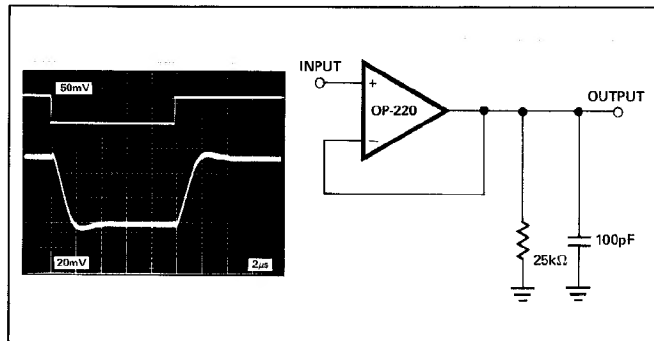 50mV
20mV
2μs
INPUT
+
OP-220
−
OUTPUT
25kΩ
100pF